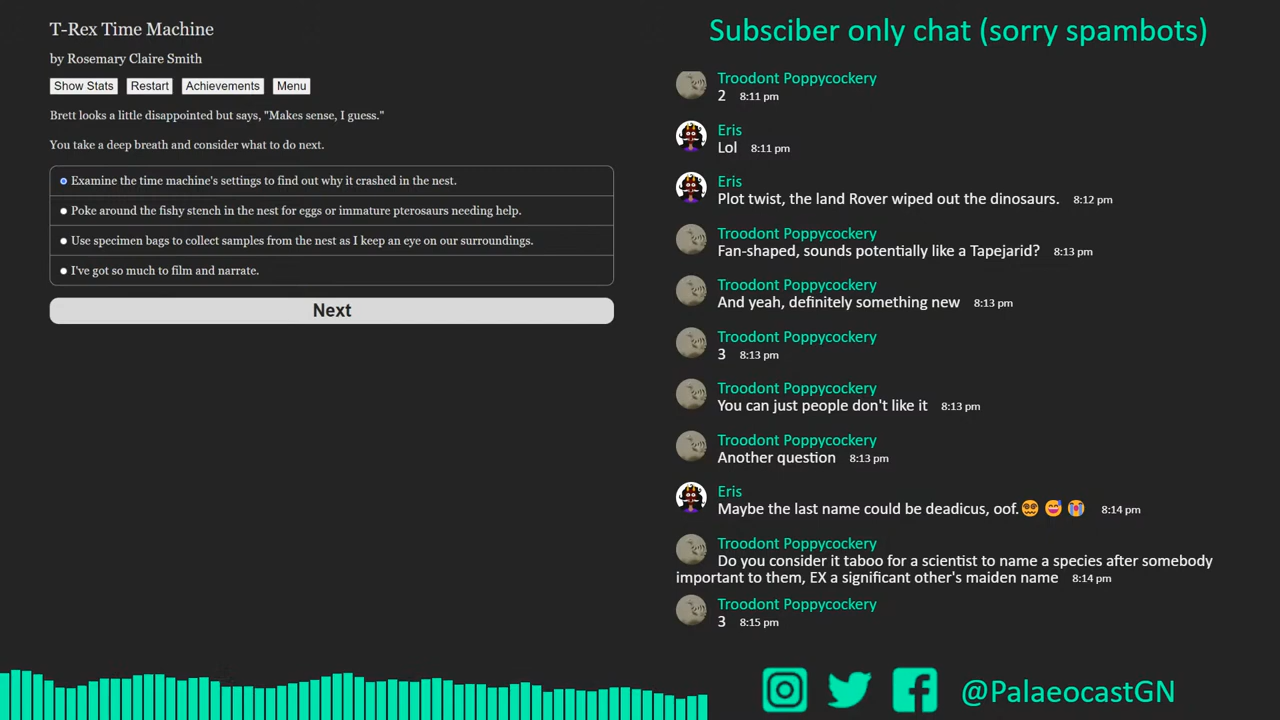 T-Rex Time Machine
by Rosemary Claire Smith
Show Stats Restart Achievements Menu
Brett looks a little disappointed but says, "Makes sense, I guess."
You take a deep breath and consider what to do next.
Examine the time machine's settings to find out why it crashed in the nest.
Poke around the fishy stench in the nest for eggs or immature pterosaurs needing help.
Use specimen bags to collect samples from the nest as I keep an eye on our surroundings.
I've got so much to film and narrate.
Next
Subsciber only chat (sorry spambots)
Troodont Poppycockery
2 8:11 pm
Eris
Lol 8:11 pm
Eris
Plot twist, the land Rover wiped out the dinosaurs. 8:12 pm
Troodont Poppycockery
Fan-shaped, sounds potentially like a Tapejarid? 8:13 pm
Troodont Poppycockery
And yeah, definitely something new 8:13 pm
Troodont Poppycockery
3 8:13 pm
Troodont Poppycockery
You can just people don't like it 8:13 pm
Troodont Poppycockery
Another question 8:13 pm
Eris
Maybe the last name could be deadicus, oof. 8:14 pm
Troodont Poppycockery
Do you consider it taboo for a scientist to name a species after somebody
important to them, EX a significant other's maiden name 8:14 pm
Troodont Poppycockery
3 8:15 pm
@PalaeocastGN